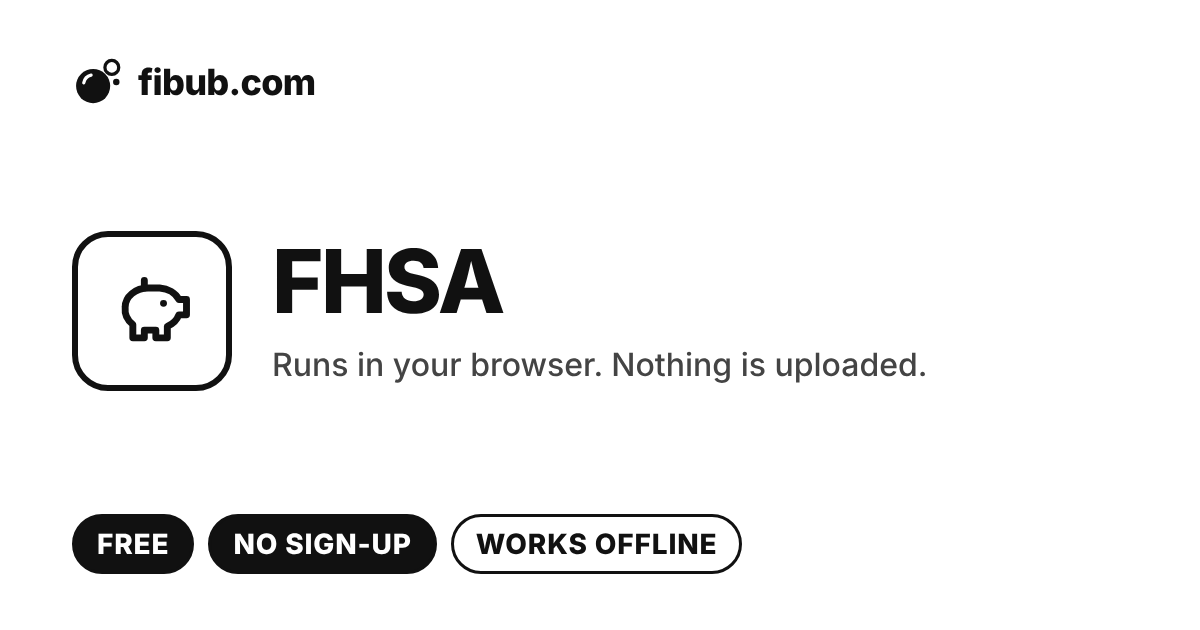 fibub.com
FHSA
Runs in your browser. Nothing is uploaded.
FREE
NO SIGN-UP
WORKS OFFLINE